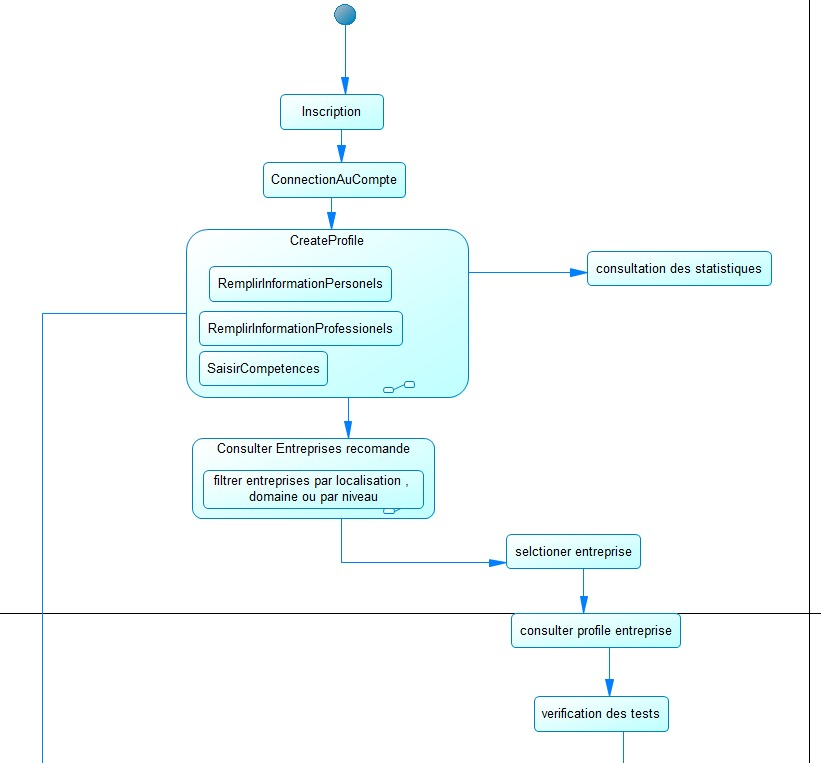 Inscription
ConnectionAuCompte
CreateProfile
RemplirInformationPersonels
consultation des statistiques
RemplirInformationProfessionels
SaisirCompetences
Consulter Entreprises recomande
filtrer entreprises par localisation ,
domaine ou par niveau
selctioner entreprise
consulter profile entreprise
verification des tests